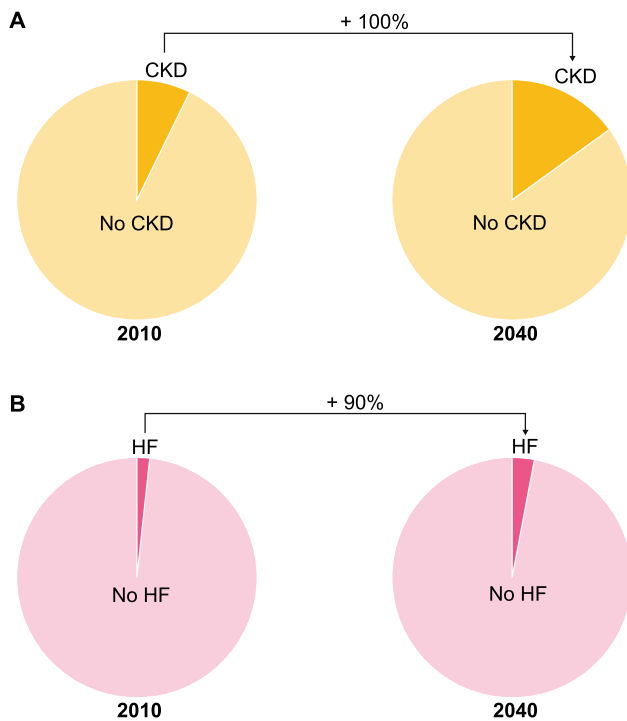 A
+ 100%
CKD
CKD
No CKD
No CKD
2010
2040
B
+ 90%
HF
HF
No HF
No HF
2010
2040